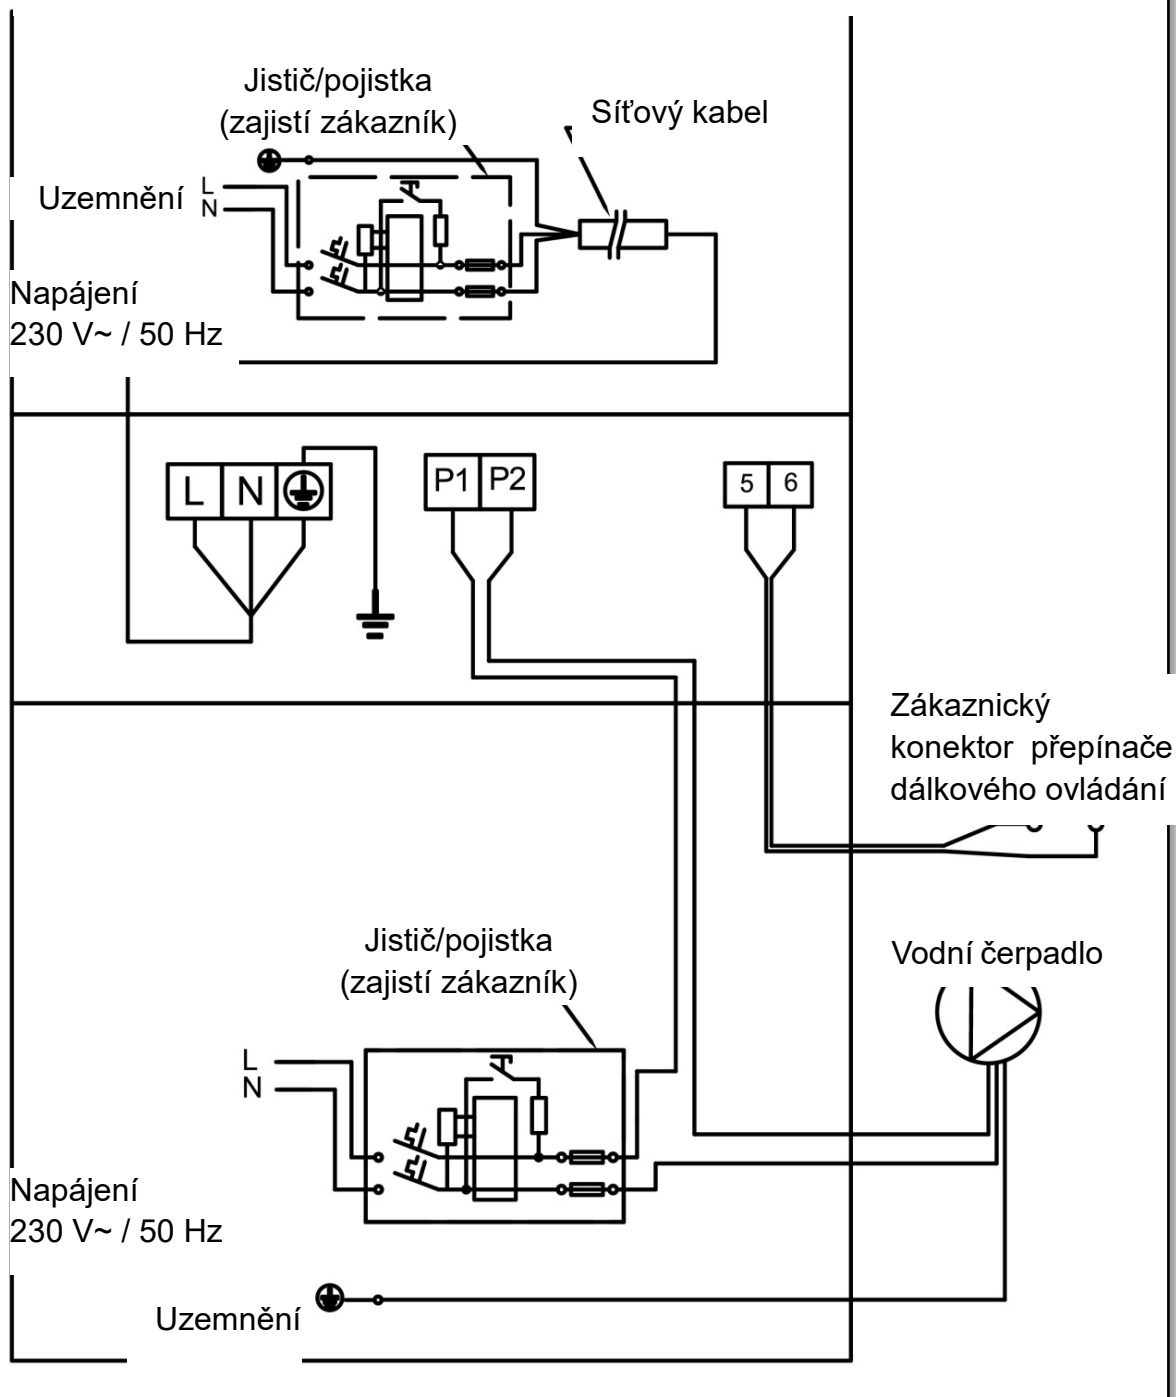 Jistič/pojistka
(zajistí zákazník)
Síťový kabel
Uzemnění
L
N
Napájení
230 V~ / 50 Hz
L N
P1 P2
5 6
Zákaznický
konektor přepínače
dálkového ovládání
Jistič/pojistka
(zajistí zákazník)
Vodní čerpadlo
L
N
Napájení
230 V~ / 50 Hz
Uzemnění